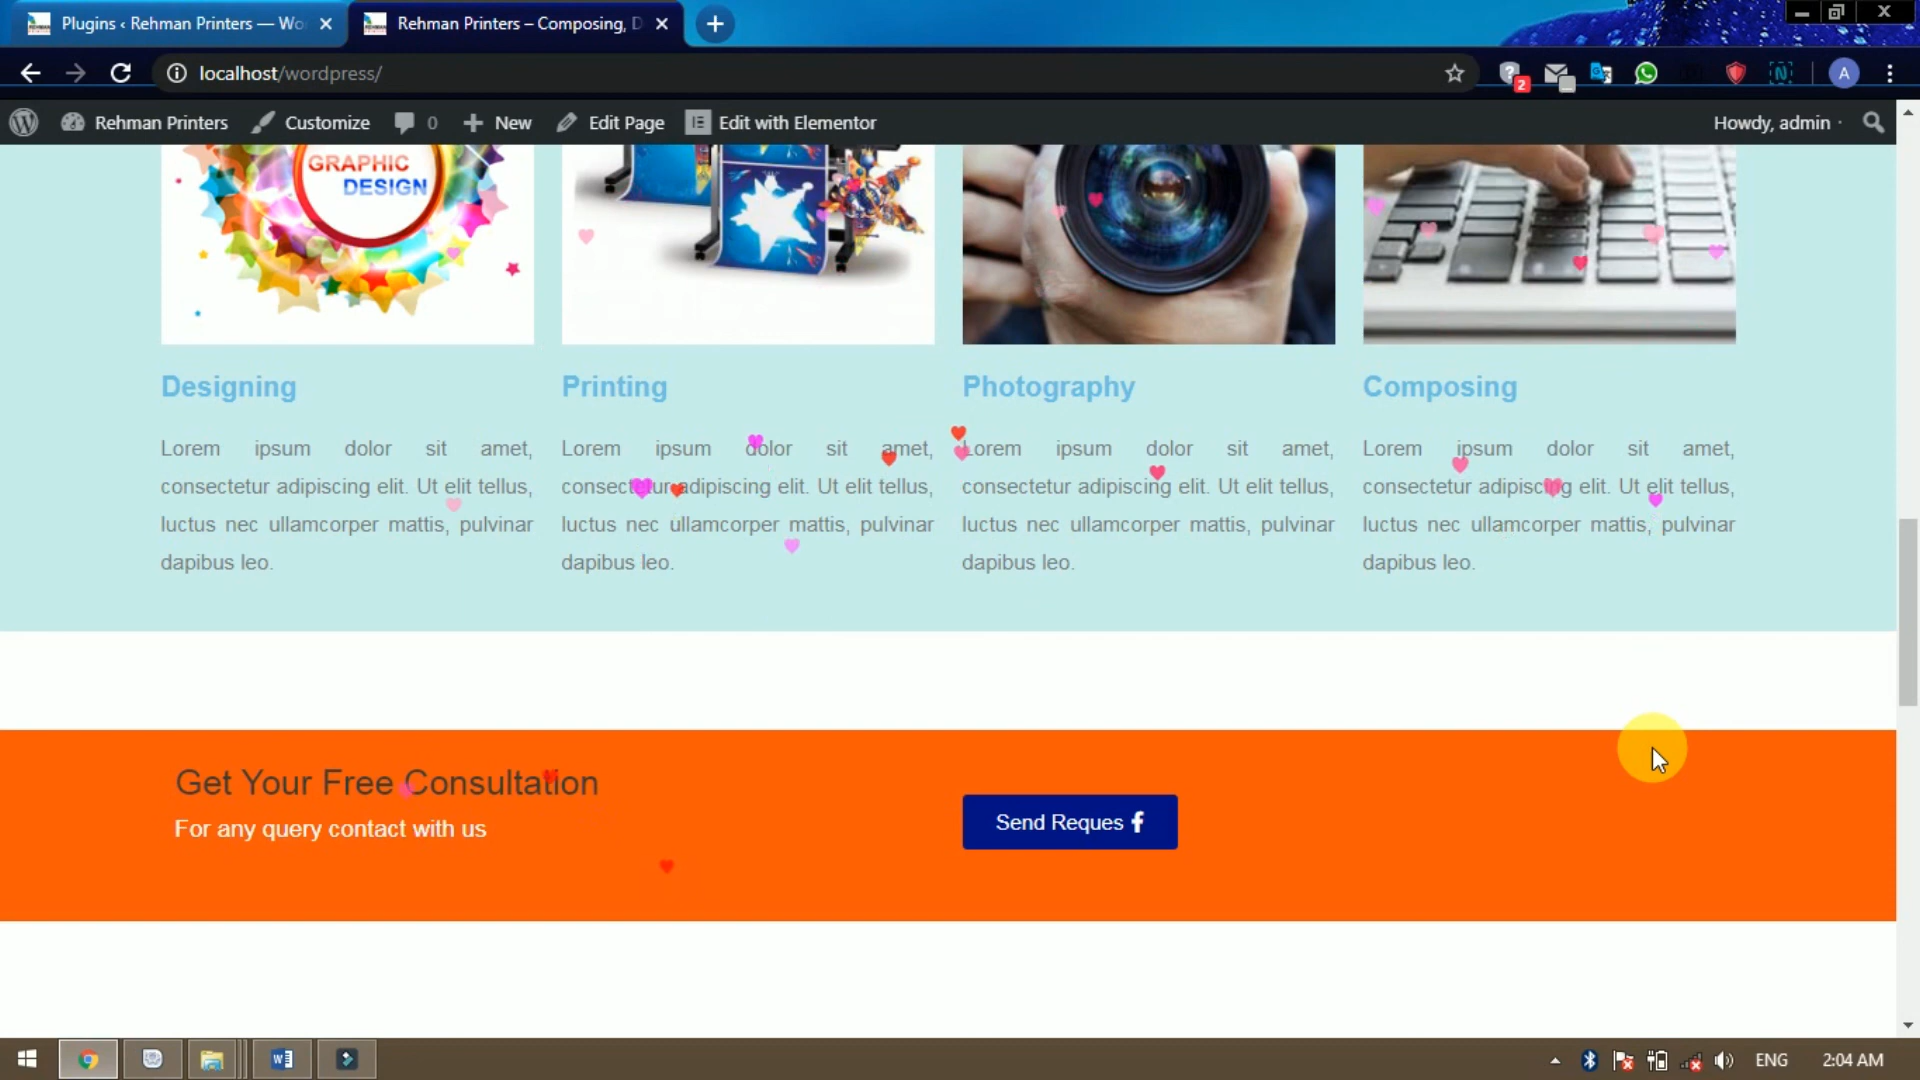 Plugins ‹ Rehman Printers — Wo
Rehman Printers – Composing, D
localhost/wordpress/
2
A
Rehman Printers
Customize
0
New
Edit Page
Edit with Elementor
Howdy, admin
GRAPHIC
DESIGN
Designing
Lorem ipsum dolor sit amet,
consectetur adipiscing elit. Ut elit tellus,
luctus nec ullamcorper mattis, pulvinar
dapibus leo.
Printing
Lorem ipsum dolor sit amet,
consectetur adipiscing elit. Ut elit tellus,
luctus nec ullamcorper mattis, pulvinar
dapibus leo.
Photography
Lorem ipsum dolor sit amet,
consectetur adipiscing elit. Ut elit tellus,
luctus nec ullamcorper mattis, pulvinar
dapibus leo.
Composing
Lorem ipsum dolor sit amet,
consectetur adipiscing elit. Ut elit tellus,
luctus nec ullamcorper mattis, pulvinar
dapibus leo.
Get Your Free Consultation
For any query contact with us
Send Reques
ENG
2:04 AM